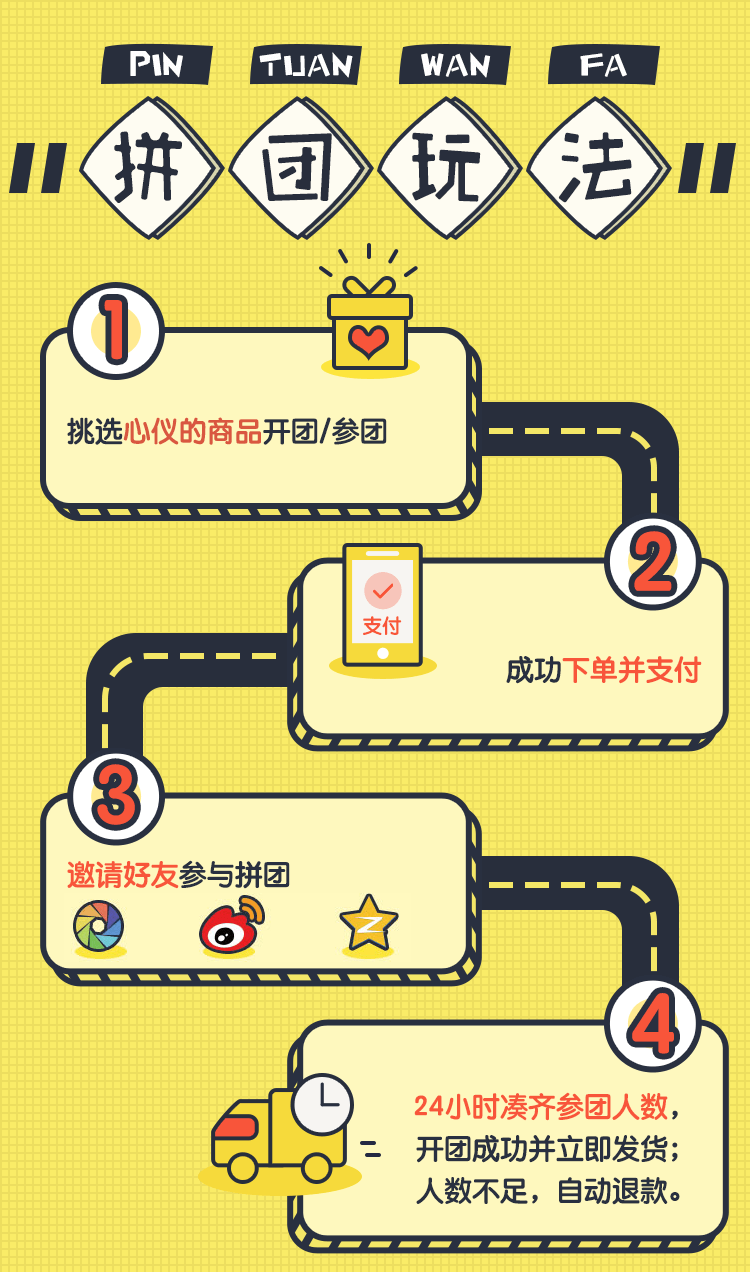 PIN TUAN WAN FA
拼团玩法
1
挑选心仪的商品开团/参团
2
支付
成功下单并支付
3
邀请好友参与拼团
4
24小时凑齐参团人数，
开团成功并立即发货；
人数不足，自动退款。